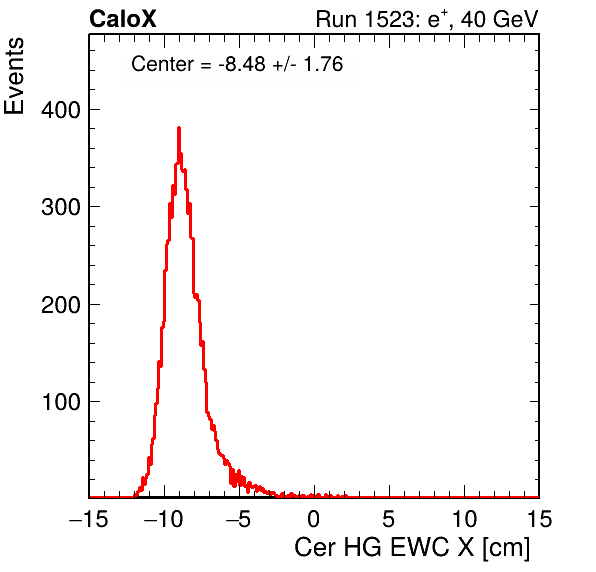 CaloX Run 1523: e⁺, 40 GeV
Center = -8.48 +/- 1.76
Events
400
300
200
100
−15 −10 −5 0 5 10 15
Cer HG EWC X [cm]